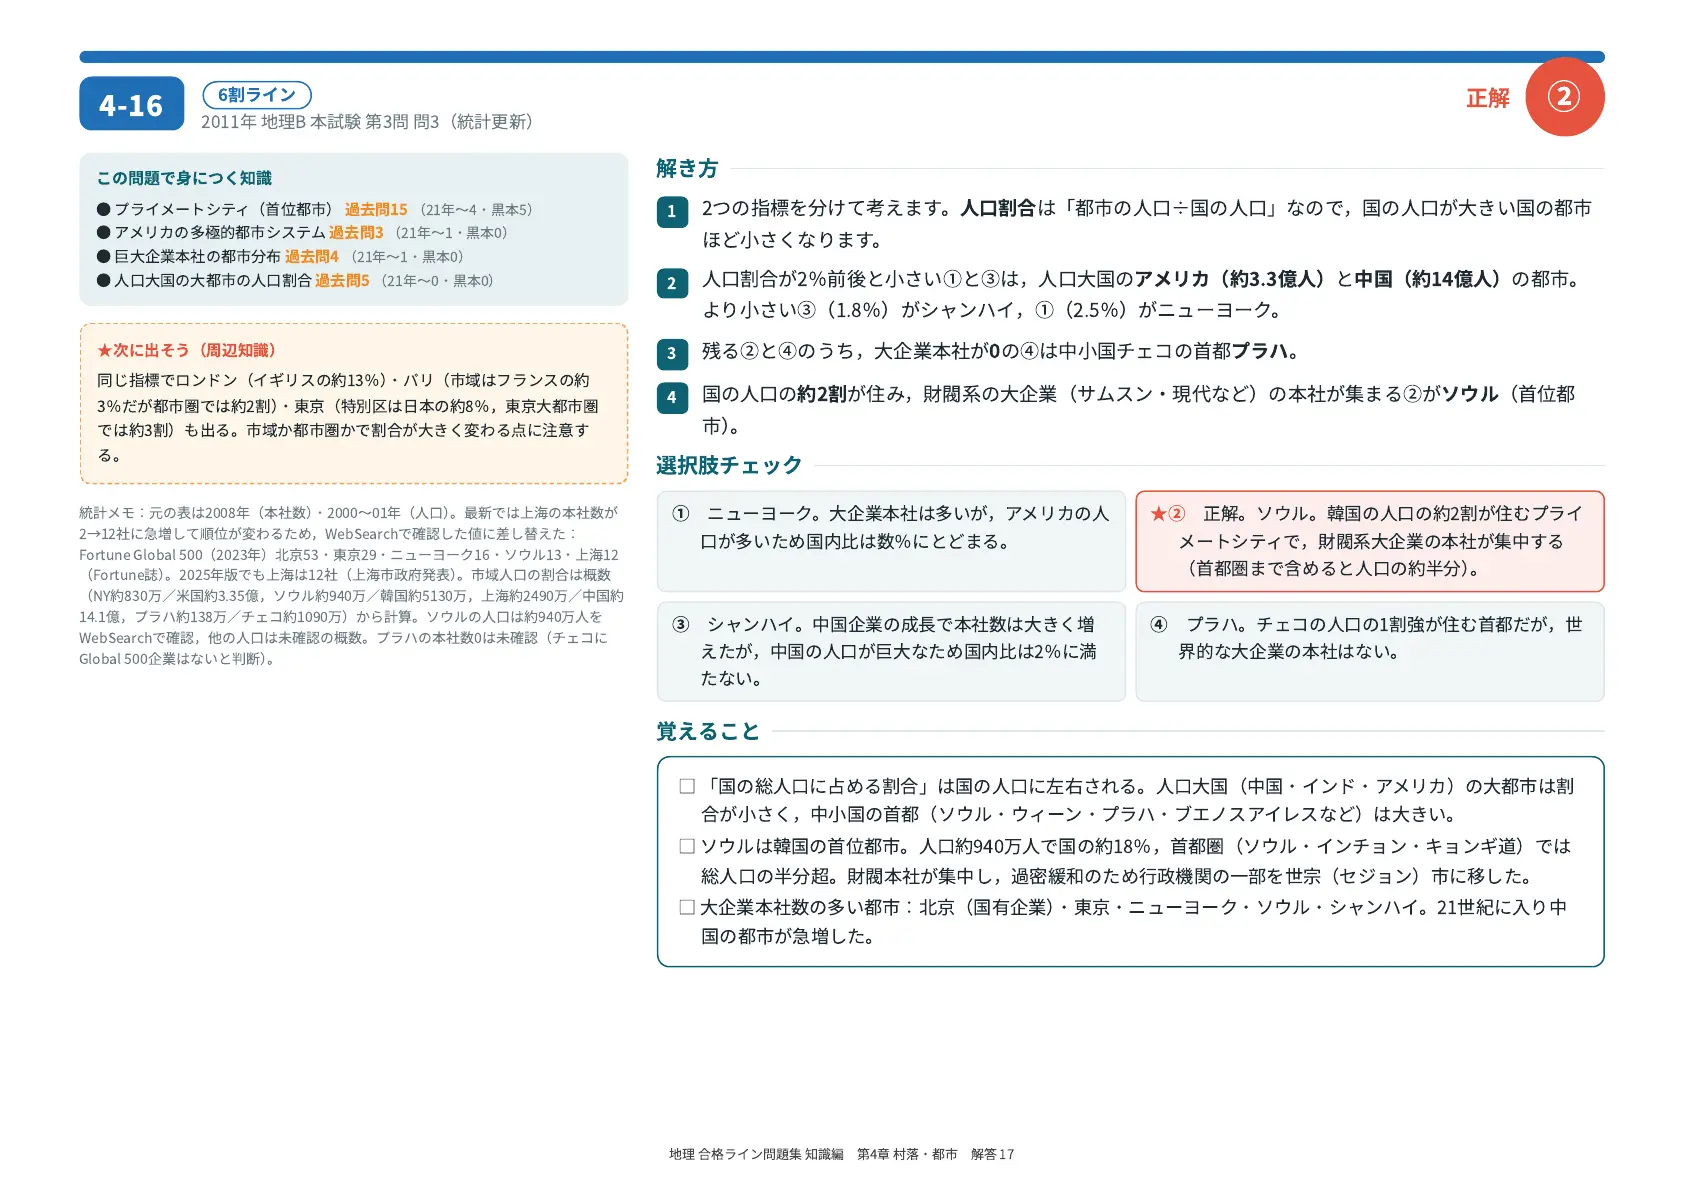 4-16
6割ライン
2011年 地理B 本試験 第3問 問3（統計更新）
正解 ②
この問題で身につく知識
● プライメートシティ（首位都市） 過去問15 （21年〜4・黒本5）
● アメリカの多極的都市システム 過去問3 （21年〜1・黒本0）
● 巨大企業本社の都市分布 過去問4 （21年〜1・黒本0）
● 人口大国の大都市の人口割合 過去問5 （21年〜0・黒本0）
★次に出そう（周辺知識）
同じ指標でロンドン（イギリスの約13%）・パリ（市域はフランスの約
3%だが都市圏では約2割）・東京（特別区は日本の約8%，東京大都市圏
では約3割）も出る。市域か都市圏かで割合が大きく変わる点に注意す
る。
統計メモ：元の表は2008年（本社数）・2000〜01年（人口）。最新では上海の本社数が
2→12社に急増して順位が変わるため，WebSearchで確認した値に差し替えた：
Fortune Global 500（2023年）北京53・東京29・ニューヨーク16・ソウル13・上海12
（Fortune誌）。2025年版でも上海は12社（上海市政府発表）。市域人口の割合は概数
（NY約830万／米国約3.35億，ソウル約940万／韓国約5130万，上海約2490万／中国約
14.1億，プラハ約138万／チェコ約1090万）から計算。ソウルの人口は約940万人を
WebSearchで確認，他の人口は未確認の概数。プラハの本社数0は未確認（チェコに
Global 500企業はないと判断）。
解き方
1 2つの指標を分けて考えます。人口割合は「都市の人口÷国の人口」なので，国の人口が大きい国の都市
ほど小さくなります。
2 人口割合が2%前後と小さい①と③は，人口大国のアメリカ（約3.3億人）と中国（約14億人）の都市。
より小さい③（1.8%）がシャンハイ，①（2.5%）がニューヨーク。
3 残る②と④のうち，大企業本社が0の④は中小国チェコの首都プラハ。
4 国の人口の約2割が住み，財閥系の大企業（サムスン・現代など）の本社が集まる②がソウル（首位都
市）。
選択肢チェック
① ニューヨーク。大企業本社は多いが，アメリカの人
口が多いため国内比は数%にとどまる。
★② 正解。ソウル。韓国の人口の約2割が住むプライ
メートシティで，財閥系大企業の本社が集中する
（首都圏まで含めると人口の約半分）。
③ シャンハイ。中国企業の成長で本社数は大きく増
えたが，中国の人口が巨大なため国内比は2%に満
たない。
④ プラハ。チェコの人口の1割強が住む首都だが，世
界的な大企業の本社はない。
覚えること
□ 「国の総人口に占める割合」は国の人口に左右される。人口大国（中国・インド・アメリカ）の大都市は割
合が小さく，中小国の首都（ソウル・ウィーン・プラハ・ブエノスアイレスなど）は大きい。
□ ソウルは韓国の首位都市。人口約940万人で国の約18%，首都圏（ソウル・インチョン・キョンギ道）では
総人口の半分超。財閥本社が集中し，過密緩和のため行政機関の一部を世宗（セジョン）市に移した。
□ 大企業本社数の多い都市：北京（国有企業）・東京・ニューヨーク・ソウル・シャンハイ。21世紀に入り中
国の都市が急増した。
地理 合格ライン問題集 知識編 第4章 村落・都市 解答 17